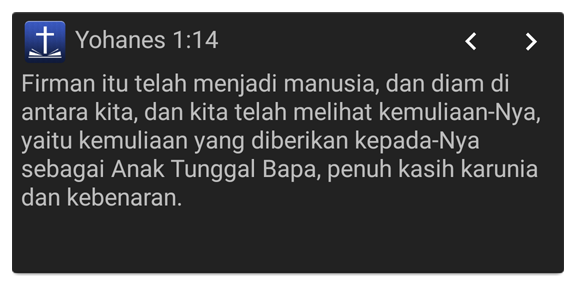 Yohanes 1:14
Firman itu telah menjadi manusia, dan diam di
antara kita, dan kita telah melihat kemuliaan-Nya,
yaitu kemuliaan yang diberikan kepada-Nya
sebagai Anak Tunggal Bapa, penuh kasih karunia
dan kebenaran.